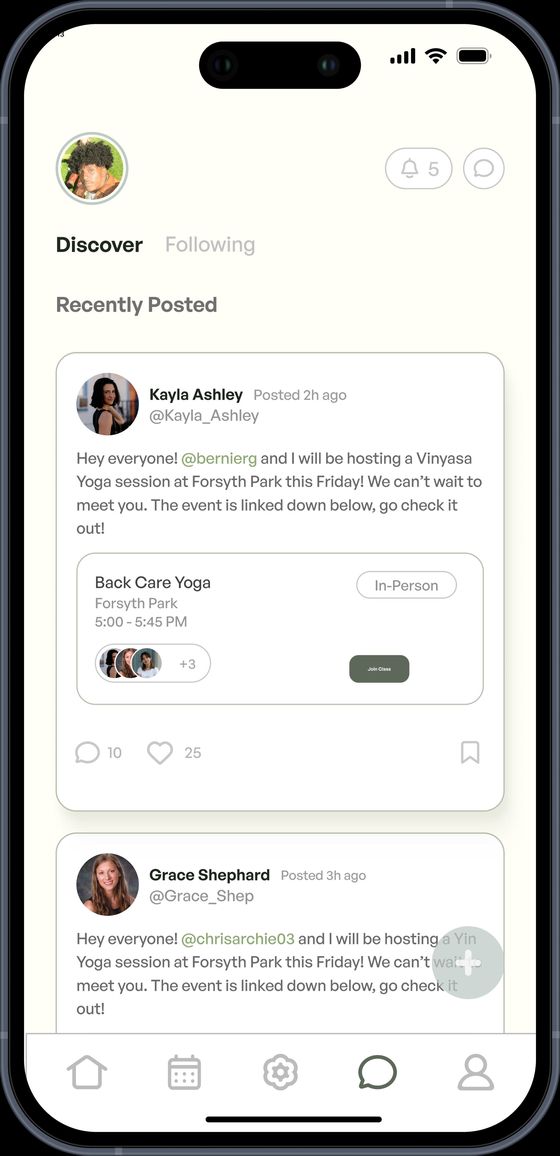 5
Discover Following
Recently Posted
Kayla Ashley Posted 2h ago
@Kayla_Ashley
Hey everyone! @bernierg and I will be hosting a Vinyasa
Yoga session at Forsyth Park this Friday! We can’t wait to
meet you. The event is linked down below, go check it
out!
Back Care Yoga In-Person
Forsyth Park
5:00 - 5:45 PM
+3 Join Class
10 25
Grace Shephard Posted 3h ago
@Grace_Shep
Hey everyone! @chrisarchie03 and I will be hosting a Yin
Yoga session at Forsyth Park this Friday! We can’t wait to
meet you. The event is linked down below, go check it
out!